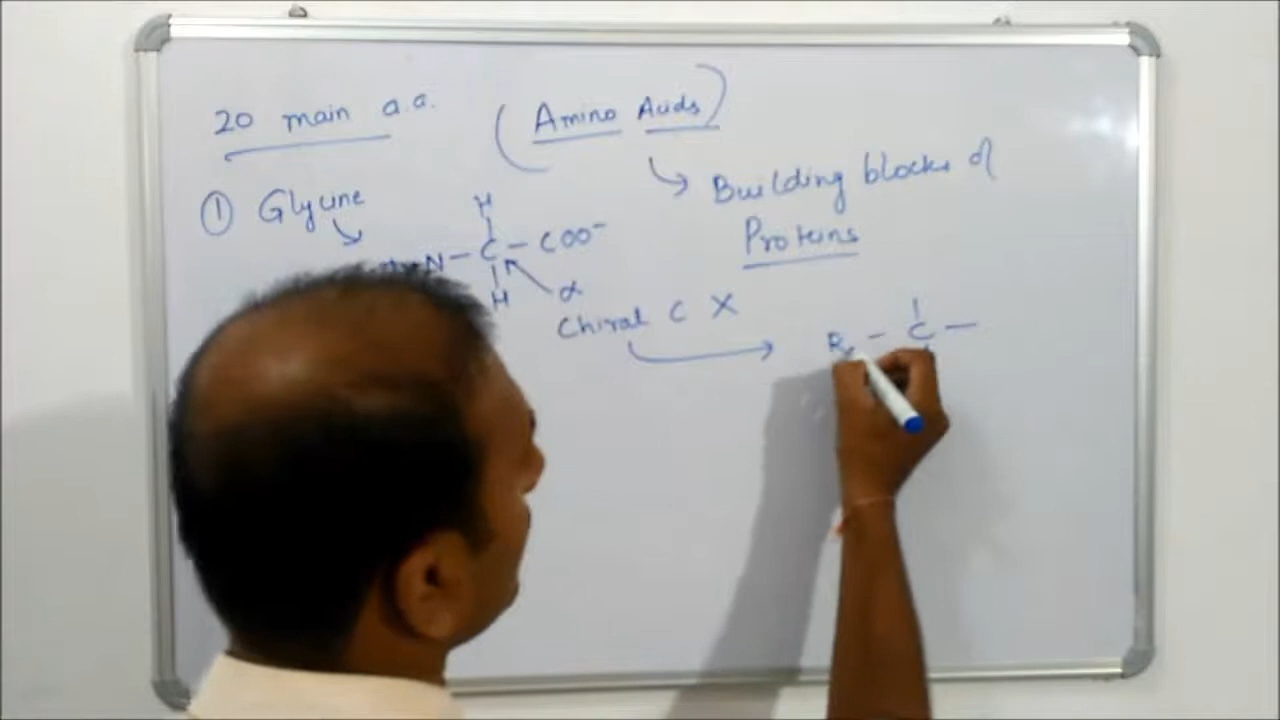 20 main a.a.
(Amino Acids)
→ Building blocks of
Proteins
① Glycine
H
N - C - COO⁻
H
α
Chiral C X
→ R - C -